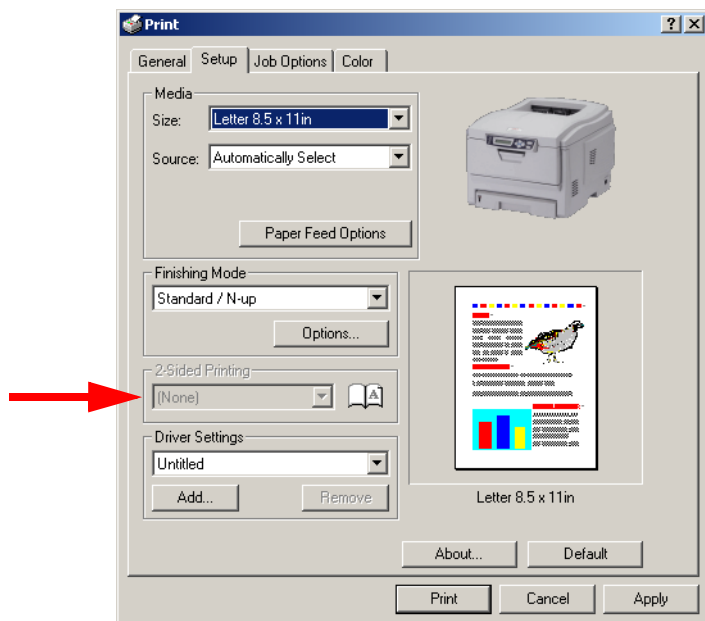 Print
General Setup Job Options Color
Media
Size: Letter 8.5 x 11in
Source: Automatically Select
Paper Feed Options
Finishing Mode
Standard / N-up
Options...
2-Sided Printing
(None)
A
Driver Settings
Untitled
Add... Remove
Letter 8.5 x 11in
About... Default
Print Cancel Apply